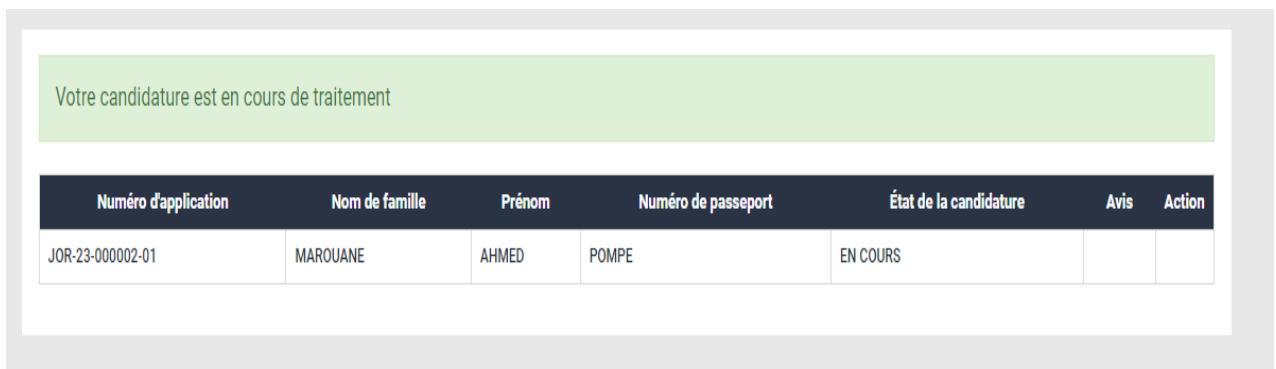 Votre candidature est en cours de traitement
Numéro d'application Nom de famille Prénom Numéro de passeport État de la candidature Avis Action
JOR-23-000002-01 MAROUANE AHMED POMPE EN COURS